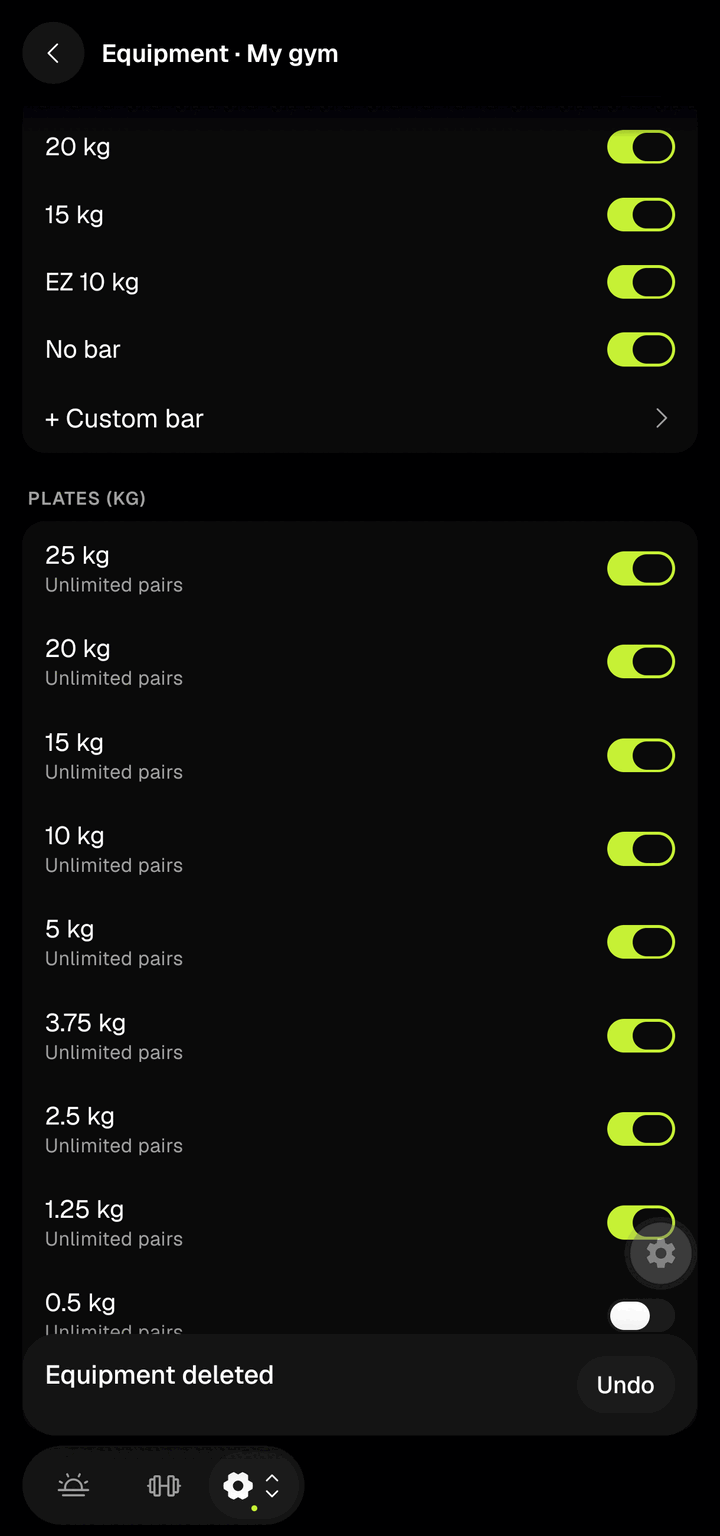 Equipment · My gym
20 kg
15 kg
EZ 10 kg
No bar
+ Custom bar
PLATES (KG)
25 kg
Unlimited pairs
20 kg
Unlimited pairs
15 kg
Unlimited pairs
10 kg
Unlimited pairs
5 kg
Unlimited pairs
3.75 kg
Unlimited pairs
2.5 kg
Unlimited pairs
1.25 kg
Unlimited pairs
0.5 kg
Unlimited pairs
Equipment deleted
Undo